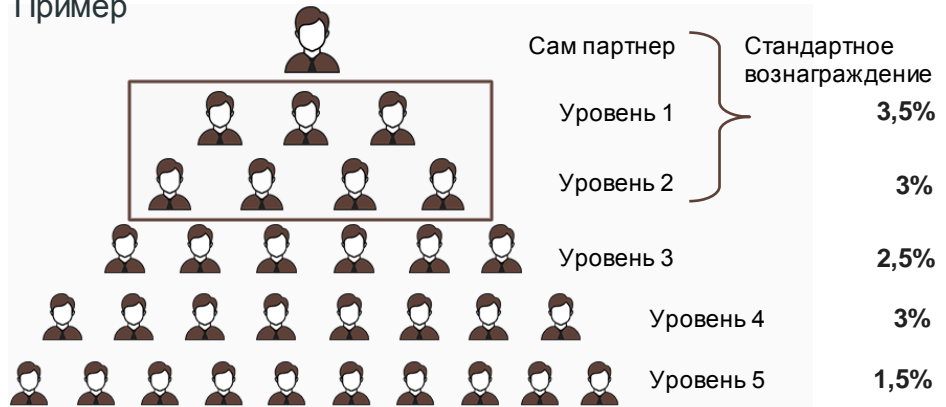 Пример
Сам партнер
Стандартное
вознаграждение
Уровень 1
3,5%
Уровень 2
3%
Уровень 3
2,5%
Уровень 4
3%
Уровень 5
1,5%